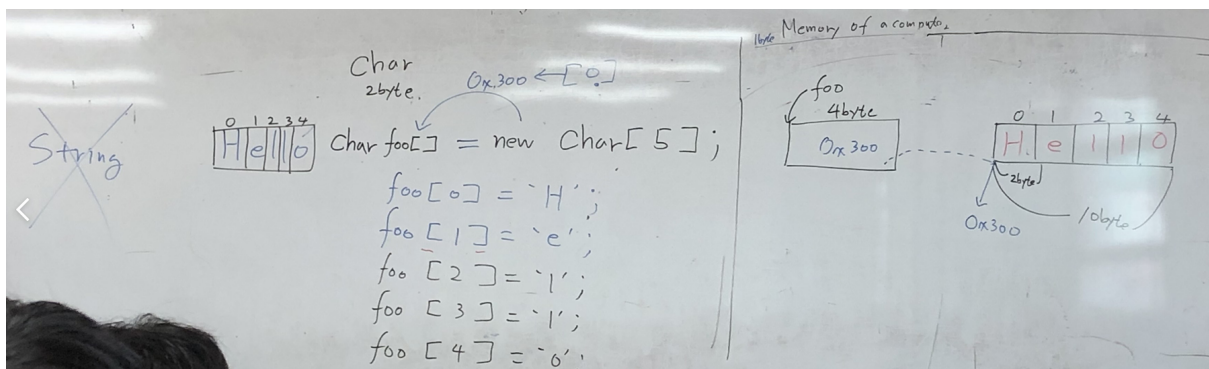 String
0 1 2 3 4
Hello
Char
2byte.
0x300 ← [0]
Char foo[] = new Char[5];
foo[0] = 'H';
foo[1] = 'e';
foo[2] = 'l';
foo[3] = 'l';
foo[4] = 'o';
1byte Memory of a computer
foo
4byte
0x300
0 1 2 3 4
H e l l o
2byte
10byte
0x300